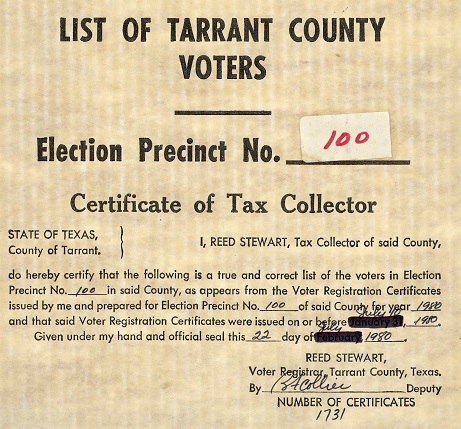 LIST OF TARRANT COUNTY
VOTERS
Election Precinct No. 100
Certificate of Tax Collector
STATE OF TEXAS,
County of Tarrant.
I, REED STEWART, Tax Collector of said County,
do hereby certify that the following is a true and correct list of the voters in Election
Precinct No. 100 in said County, as appears from the Voter Registration Certificates
issued by me and prepared for Election Precinct No. 100 of said County for year 1980
and that said Voter Registration Certificates were issued on or before January 31, 1980.
Given under my hand and official seal this 22 day of July February, 1980.
REED STEWART,
Voter Registrar, Tarrant County, Texas.
By Collier Deputy
NUMBER OF CERTIFICATES
1731